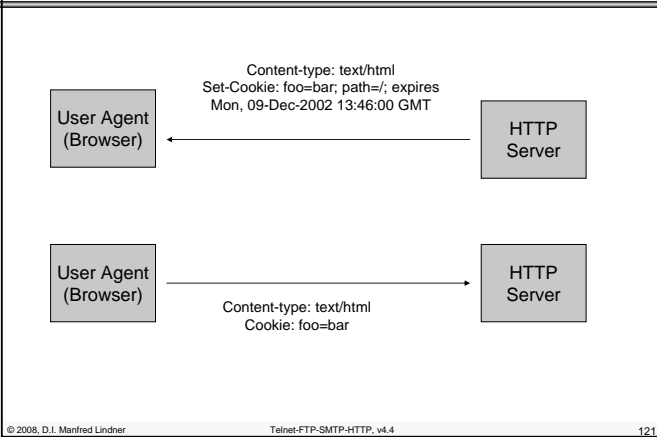 Content-type: text/html
Set-Cookie: foo=bar; path=/; expires
Mon, 09-Dec-2002 13:46:00 GMT
User Agent
(Browser)
HTTP
Server
User Agent
(Browser)
HTTP
Server
Content-type: text/html
Cookie: foo=bar
© 2008, D.I. Manfred Lindner
Telnet-FTP-SMTP-HTTP, v4.4
121